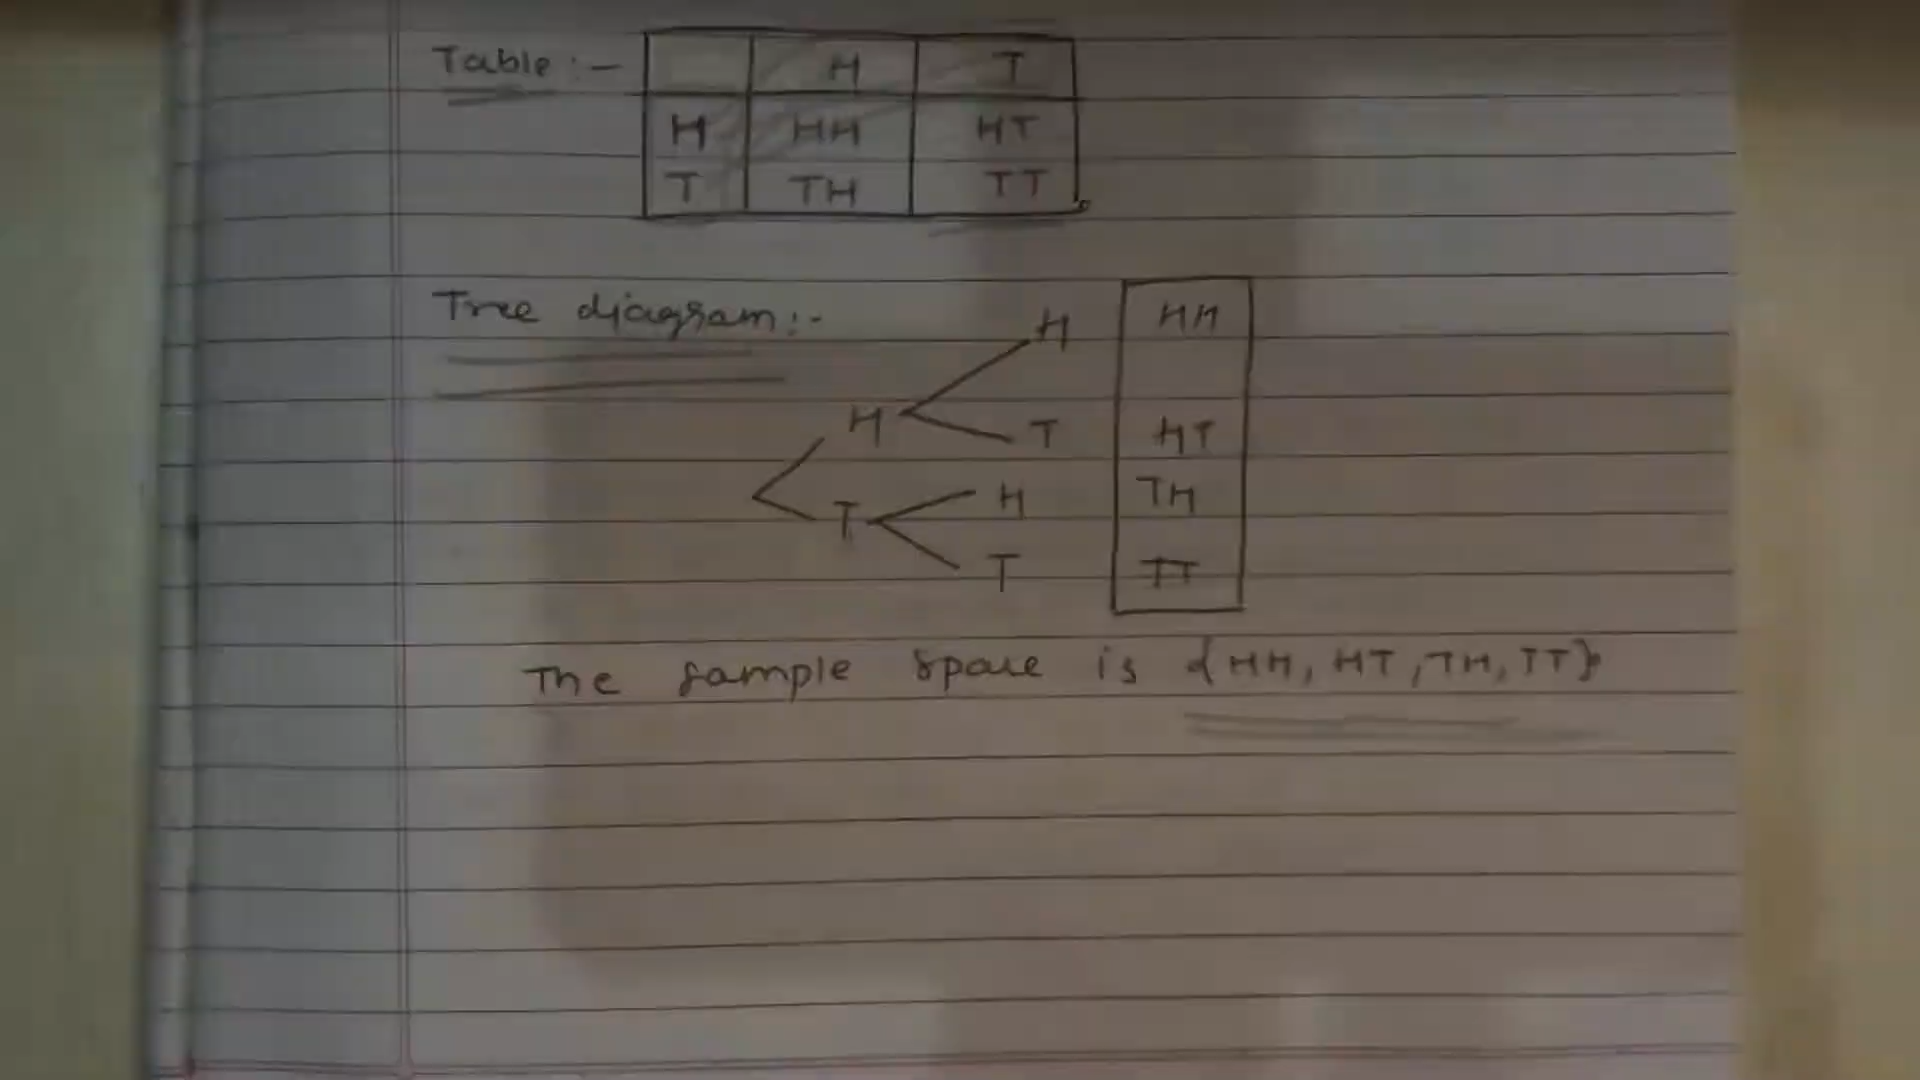 Table :-
H T
H HH HT
T TH TT
Tree diagram :-
H HH
H T HT
T H TH
T TT
The sample space is {HH, HT, TH, TT}.